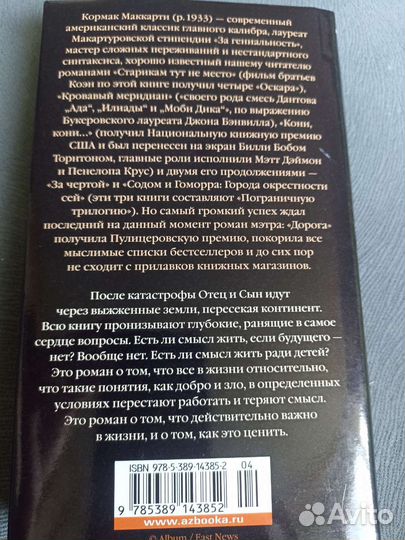 Кормак Маккарти (р. 1933) — современный
американский классик главного калибра, лауреат
Макартуровской стипендии «За гениальность»,
мастер сложных переживаний и нестандартного
синтаксиса, хорошо известный нашему читателю
романами «Старикам тут не место» (фильм братьев
Коэн по этой книге получил четыре «Оскара»),
«Кровавый меридиан» («своего рода смесь Дантова
„Ада“, „Илиады“ и „Моби Дика“», по выражению
Букеровского лауреата Джона Бэнвилла), «Кони,
кони...» (получил Национальную книжную премию
США и был перенесен на экран Билли Бобом
Торнтоном, главные роли исполнили Мэтт Дэймон
и Пенелопа Крус) и двумя его продолжениями —
«За чертой» и «Содом и Гоморра: Города окрестности
сей» (эти три книги составляют «Пограничную
трилогию»). Но самый громкий успех ждал
последний на данный момент роман мэтра: «Дорога»
получила Пулицеровскую премию, покорила все
мыслимые списки бестселлеров и до сих пор
не сходит с прилавков книжных магазинов.
После катастрофы Отец и Сын идут
через выжженные земли, пересекая континент.
Всю книгу пронизывают глубокие, ранящие в самое
сердце вопросы. Есть ли смысл жить, если будущего —
нет? Вообще нет. Есть ли смысл жить ради детей?
Это роман о том, что все в жизни относительно,
что такие понятия, как добро и зло, в определенных
условиях перестают работать и теряют смысл.
Это роман о том, что действительно важно
в жизни, и о том, как это ценить.
ISBN 978-5-389-14385-2 04
9 785389 143852
www.azbooka.ru
© Album / East News
Avito